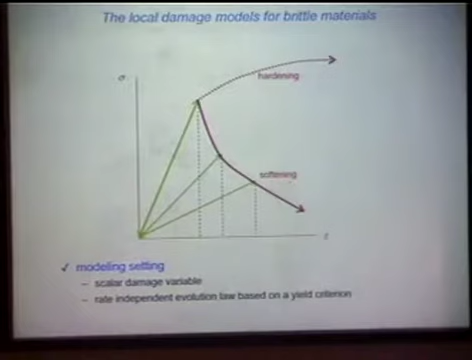 The local damage models for brittle materials
σ
hardening
softening
ε
✓ modeling setting
– scalar damage variable
– rate independent evolution law based on a yield criterion